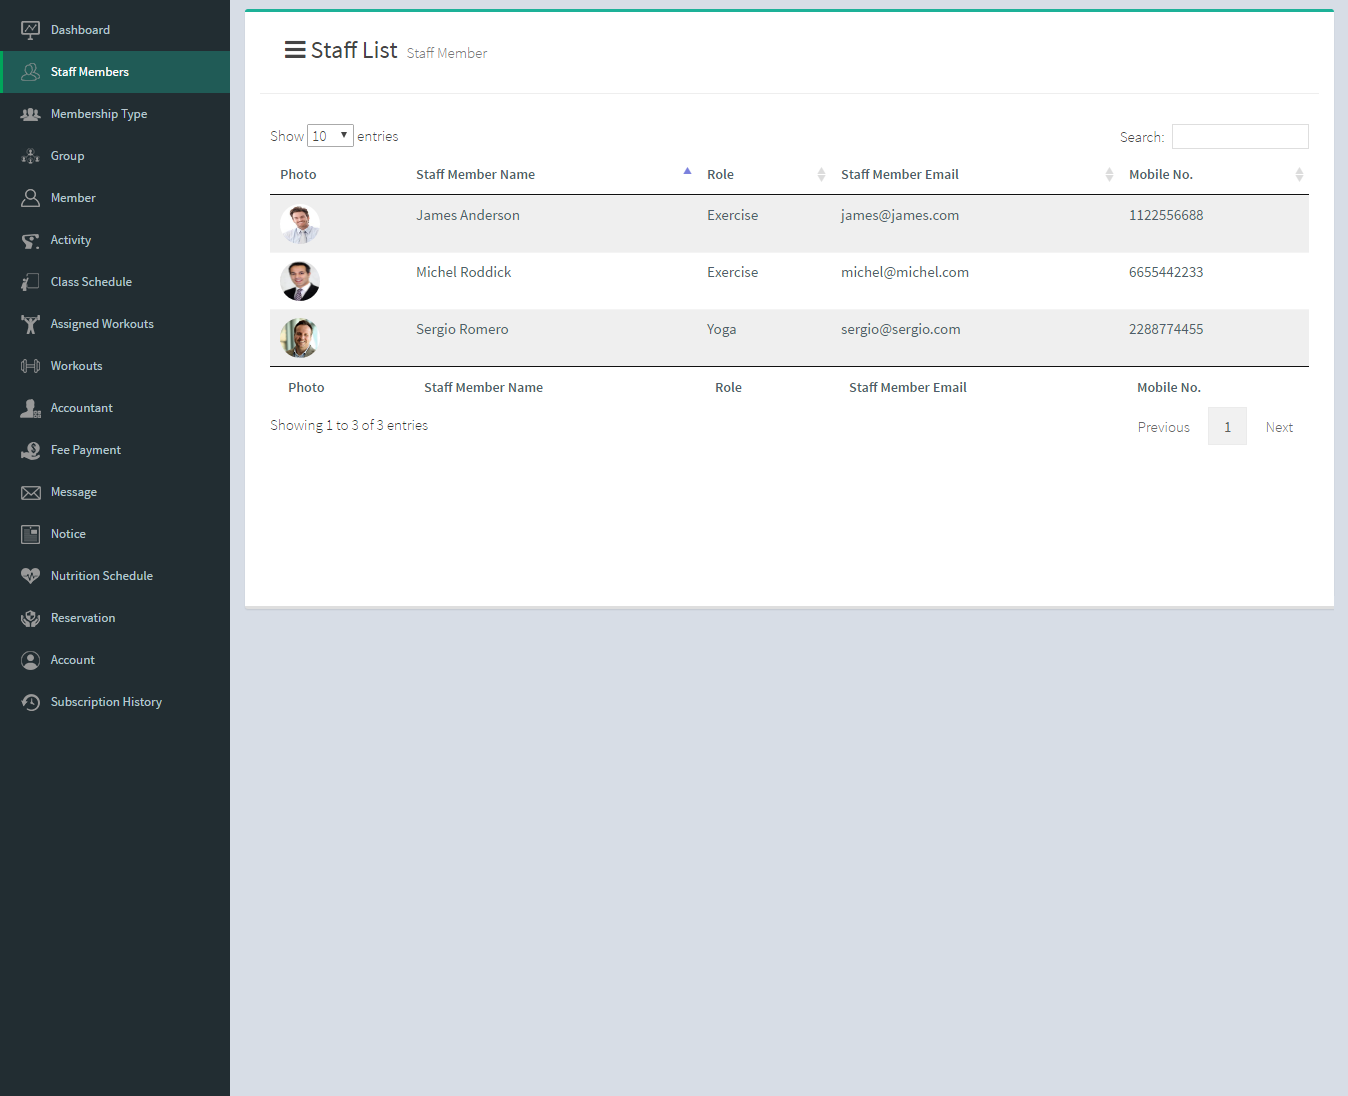 Dashboard
Staff Members
Membership Type
Group
Member
Activity
Class Schedule
Assigned Workouts
Workouts
Accountant
Fee Payment
Message
Notice
Nutrition Schedule
Reservation
Account
Subscription History
Staff List Staff Member
Show 10 entries Search:
Photo Staff Member Name Role Staff Member Email Mobile No.
James Anderson Exercise james@james.com 1122556688
Michel Roddick Exercise michel@michel.com 6655442233
Sergio Romero Yoga sergio@sergio.com 2288774455
Photo Staff Member Name Role Staff Member Email Mobile No.
Showing 1 to 3 of 3 entries Previous 1 Next